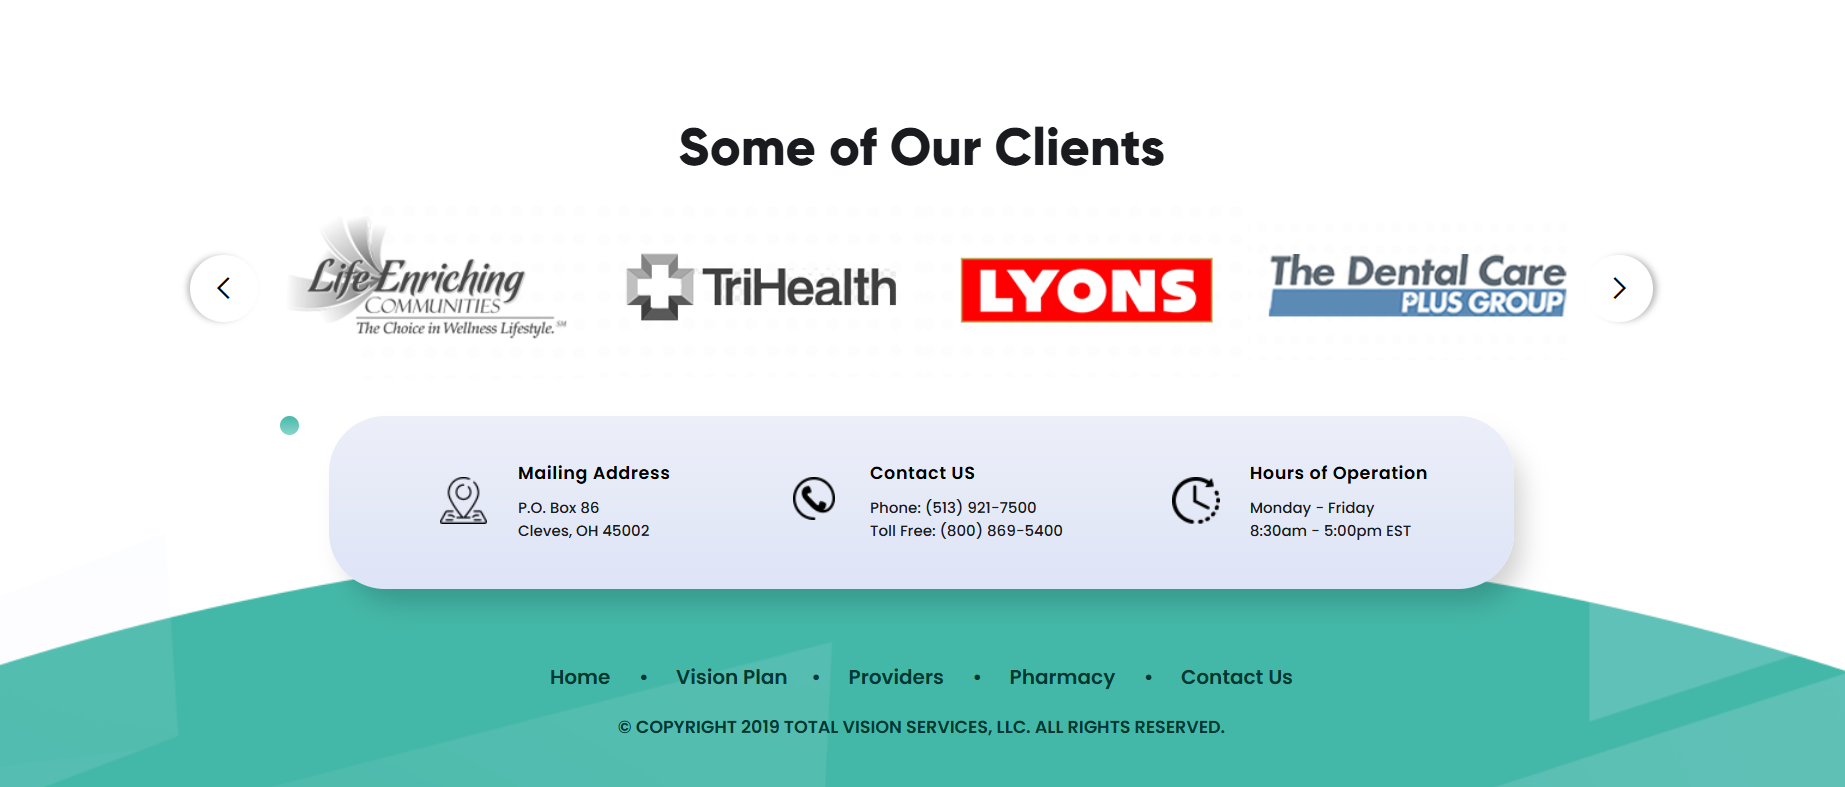 Some of Our Clients
Life Enriching
COMMUNITIES
The Choice in Wellness Lifestyle.℠
TriHealth
LYONS
The Dental Care
PLUS GROUP
Mailing Address
P.O. Box 86
Cleves, OH 45002
Contact US
Phone: (513) 921-7500
Toll Free: (800) 869-5400
Hours of Operation
Monday - Friday
8:30am - 5:00pm EST
Home • Vision Plan • Providers • Pharmacy • Contact Us
© COPYRIGHT 2019 TOTAL VISION SERVICES, LLC. ALL RIGHTS RESERVED.